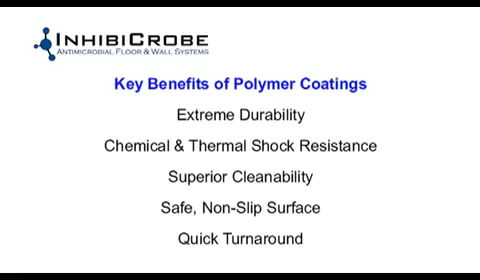 InhibiCrobe
Antimicrobial Floor & Wall Systems
Key Benefits of Polymer Coatings
Extreme Durability
Chemical & Thermal Shock Resistance
Superior Cleanability
Safe, Non-Slip Surface
Quick Turnaround